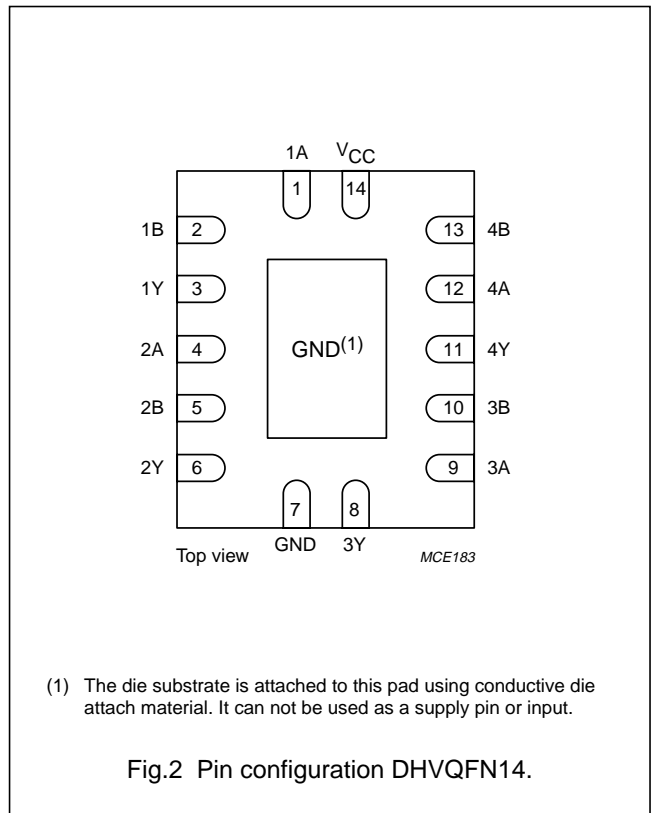 1A VCC
1 14
1B 2 13 4B
1Y 3 12 4A
2A 4 GND(1) 11 4Y
2B 5 10 3B
2Y 6 9 3A
7 8
Top view GND 3Y MCE183
(1) The die substrate is attached to this pad using conductive die
attach material. It can not be used as a supply pin or input.
Fig.2 Pin configuration DHVQFN14.